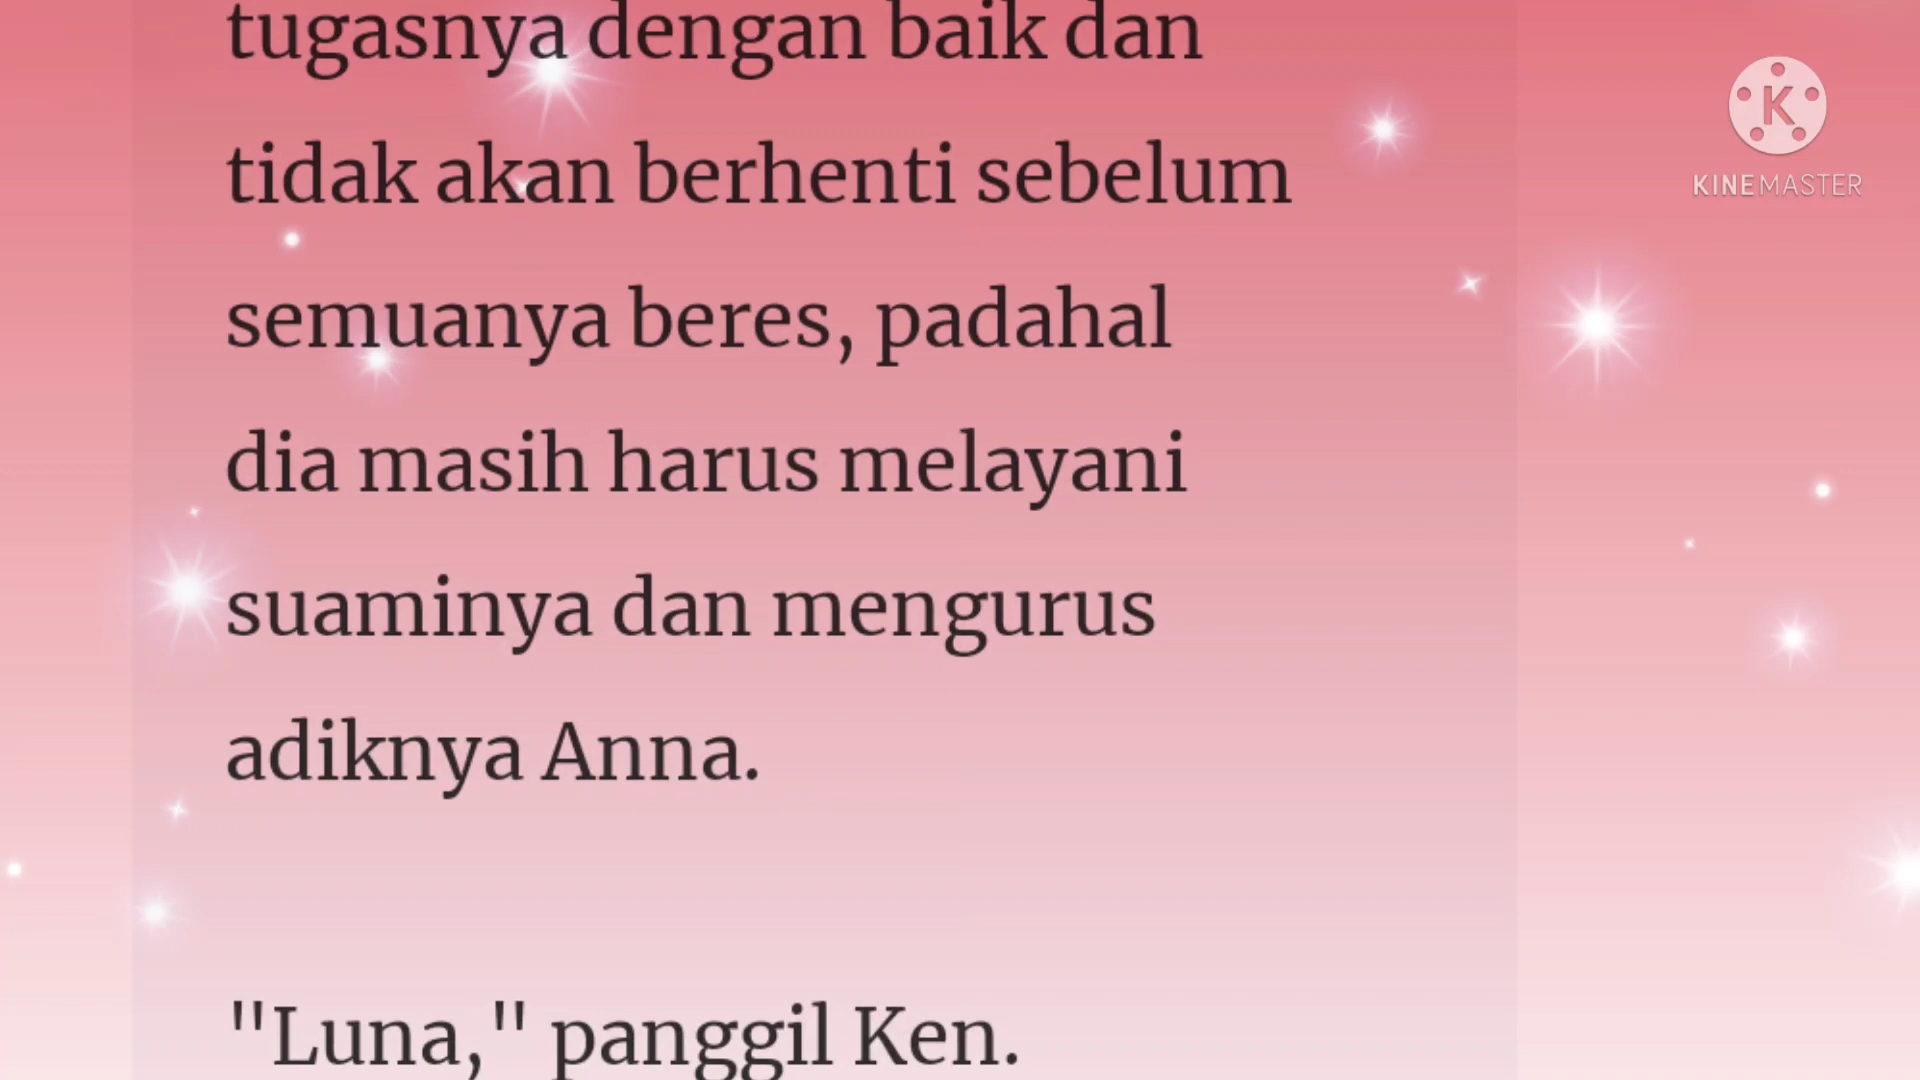 tugasnya dengan baik dan
tidak akan berhenti sebelum
semuanya beres, padahal
dia masih harus melayani
suaminya dan mengurus
adiknya Anna.
"Luna," panggil Ken.
K
KINEMASTER